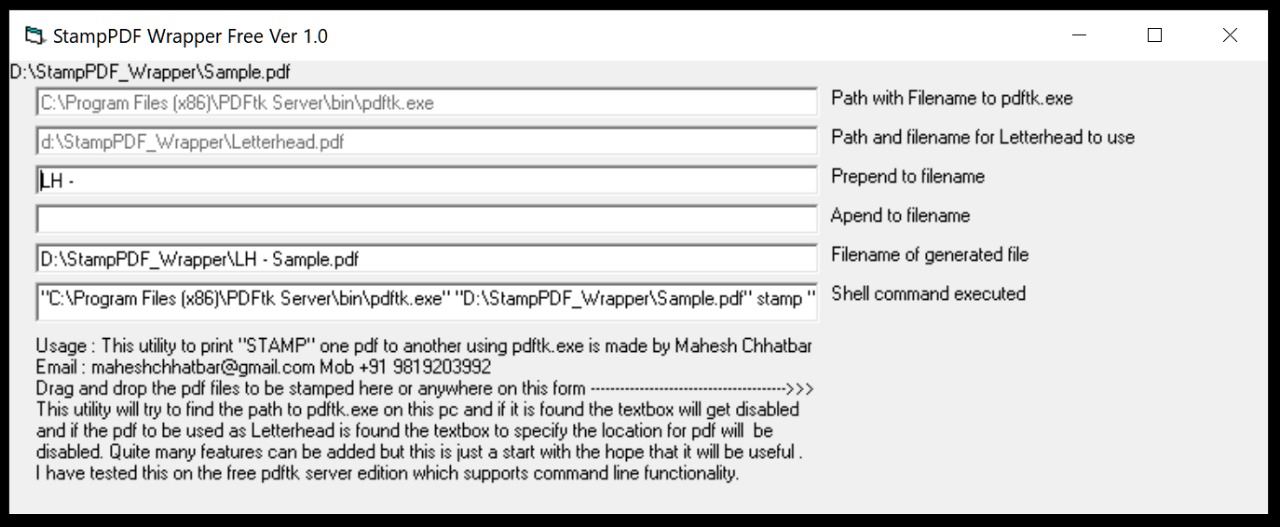 StampPDF Wrapper Free Ver 1.0
D:\StampPDF_Wrapper\Sample.pdf
C:\Program Files (x86)\PDFtk Server\bin\pdftk.exe Path with Filename to pdftk.exe
d:\StampPDF_Wrapper\Letterhead.pdf Path and filename for Letterhead to use
LH - Prepend to filename
Apend to filename
D:\StampPDF_Wrapper\LH - Sample.pdf Filename of generated file
"C:\Program Files (x86)\PDFtk Server\bin\pdftk.exe" "D:\StampPDF_Wrapper\Sample.pdf" stamp " Shell command executed
Usage : This utility to print "STAMP" one pdf to another using pdftk.exe is made by Mahesh Chhatbar
Email : maheshchhatbar@gmail.com Mob +91 9819203992
Drag and drop the pdf files to be stamped here or anywhere on this form --------------------------------------->>>
This utility will try to find the path to pdftk.exe on this pc and if it is found the textbox will get disabled
and if the pdf to be used as Letterhead is found the textbox to specify the location for pdf will  be
disabled. Quite many features can be added but this is just a start with the hope that it will be useful .
I have tested this on the free pdftk server edition which supports command line functionality.